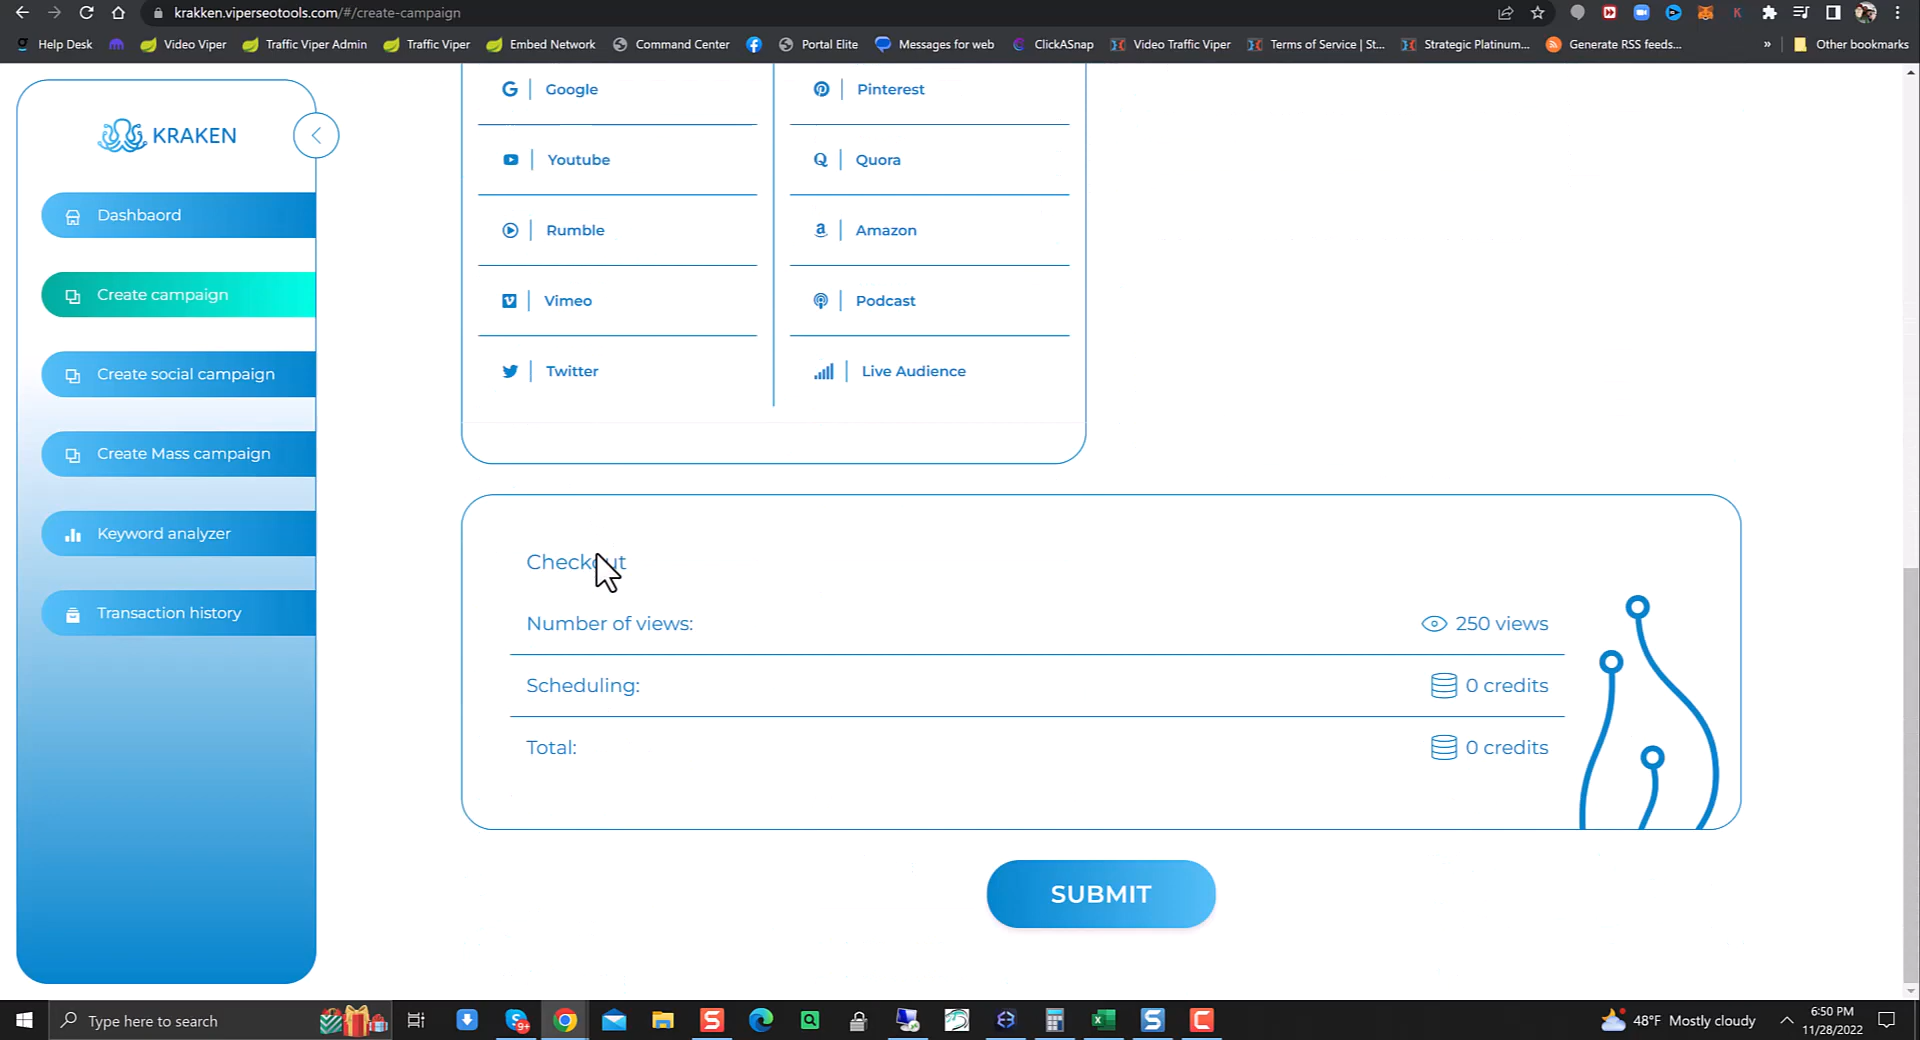 krakken.viperseotools.com/#/create-campaign
Help Desk Video Viper Traffic Viper Admin Traffic Viper Embed Network Command Center Portal Elite Messages for web ClickASnap Video Traffic Viper Terms of Service | St... Strategic Platinum... Generate RSS feeds... » Other bookmarks
KRAKEN
Dashbaord
Create campaign
Create social campaign
Create Mass campaign
Keyword analyzer
Transaction history
Google Pinterest
Youtube Quora
Rumble Amazon
Vimeo Podcast
Twitter Live Audience
Checkout
Number of views: 250 views
Scheduling: 0 credits
Total: 0 credits
SUBMIT
Type here to search 9+ 48°F Mostly cloudy 6:50 PM
11/28/2022